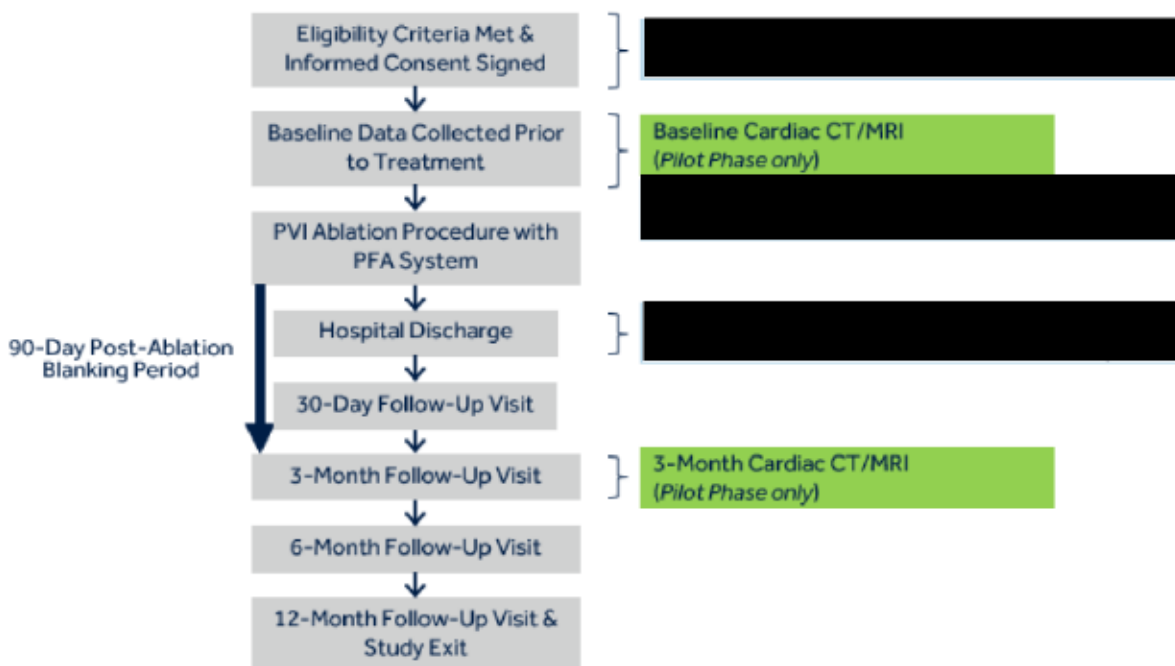 Eligibility Criteria Met &
Informed Consent Signed
Baseline Data Collected Prior
to Treatment
Baseline Cardiac CT/MRI
(Pilot Phase only)
PVI Ablation Procedure with
PFA System
90-Day Post-Ablation
Blanking Period
Hospital Discharge
30-Day Follow-Up Visit
3-Month Follow-Up Visit
3-Month Cardiac CT/MRI
(Pilot Phase only)
6-Month Follow-Up Visit
12-Month Follow-Up Visit &
Study Exit